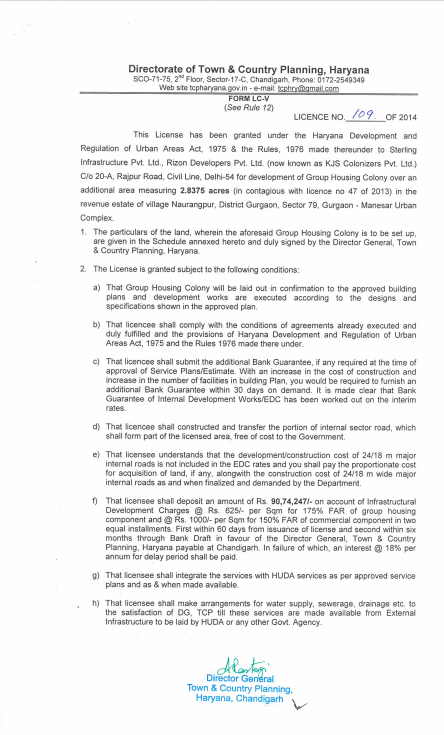 Directorate of Town & Country Planning, Haryana
SCO-71-75, 2nd Floor, Sector-17-C, Chandigarh, Phone: 0172-2549349
Web site tcpharyana.gov.in - e-mail: tcphry@gmail.com
FORM LC-V
(See Rule 12)
LICENCE NO. 109. OF 2014
This License has been granted under the Haryana Development and
Regulation of Urban Areas Act, 1975 & the Rules, 1976 made thereunder to Sterling
Infrastructure Pvt. Ltd., Rizon Developers Pvt. Ltd. (now known as KJS Colonizers Pvt. Ltd.)
C/o 20-A, Rajpur Road, Civil Line, Delhi-54 for development of Group Housing Colony over an
additional area measuring 2.8375 acres (in contagious with licence no 47 of 2013) in the
revenue estate of village Naurangpur, District Gurgaon, Sector 79, Gurgaon - Manesar Urban
Complex.
1. The particulars of the land, wherein the aforesaid Group Housing Colony is to be set up,
are given in the Schedule annexed hereto and duly signed by the Director General, Town
& Country Planning, Haryana.
2. The License is granted subject to the following conditions:
a) That Group Housing Colony will be laid out in confirmation to the approved building
plans and development works are executed according to the designs and
specifications shown in the approved plan.
b) That licencee shall comply with the conditions of agreements already executed and
duly fulfilled and the provisions of Haryana Development and Regulation of Urban
Areas Act, 1975 and the Rules 1976 made there under.
c) That licencee shall submit the additional Bank Guarantee, if any required at the time of
approval of Service Plans/Estimate. With an increase in the cost of construction and
increase in the number of facilities in building Plan, you would be required to furnish an
additional Bank Guarantee within 30 days on demand. It is made clear that Bank
Guarantee of Internal Development Works/EDC has been worked out on the interim
rates.
d) That licencee shall constructed and transfer the portion of internal sector road, which
shall form part of the licensed area, free of cost to the Government.
e) That licensee understands that the development/construction cost of 24/18 m major
internal roads is not included in the EDC rates and you shall pay the proportionate cost
for acquisition of land, if any, alongwith the construction cost of 24/18 m wide major
internal roads as and when finalized and demanded by the Department.
f) That licensee shall deposit an amount of Rs. 90,74,247/- on account of Infrastructural
Development Charges @ Rs. 625/- per Sqm for 175% FAR of group housing
component and @ Rs. 1000/- per Sqm for 150% FAR of commercial component in two
equal installments. First within 60 days from issuance of license and second within six
months through Bank Draft in favour of the Director General, Town & Country
Planning, Haryana payable at Chandigarh. In failure of which, an interest @ 18% per
annum for delay period shall be paid.
g) That licensee shall integrate the services with HUDA services as per approved service
plans and as & when made available.
h) That licensee shall make arrangements for water supply, sewerage, drainage etc. to
the satisfaction of DG, TCP till these services are made available from External
Infrastructure to be laid by HUDA or any other Govt. Agency.
Director General
Town & Country Planning,
Haryana, Chandigarh